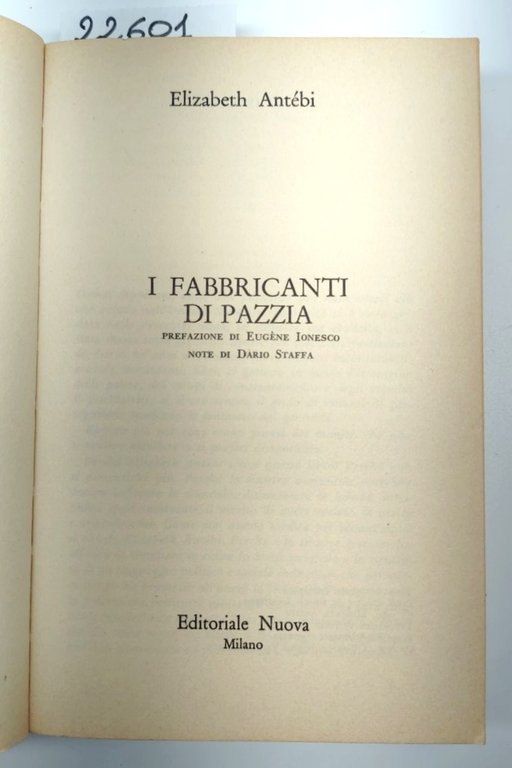 22601
Elizabeth Antébi
I FABBRICANTI
DI PAZZIA
PREFAZIONE DI EUGÈNE IONESCO
NOTE DI DARIO STAFFA
Editoriale Nuova
Milano